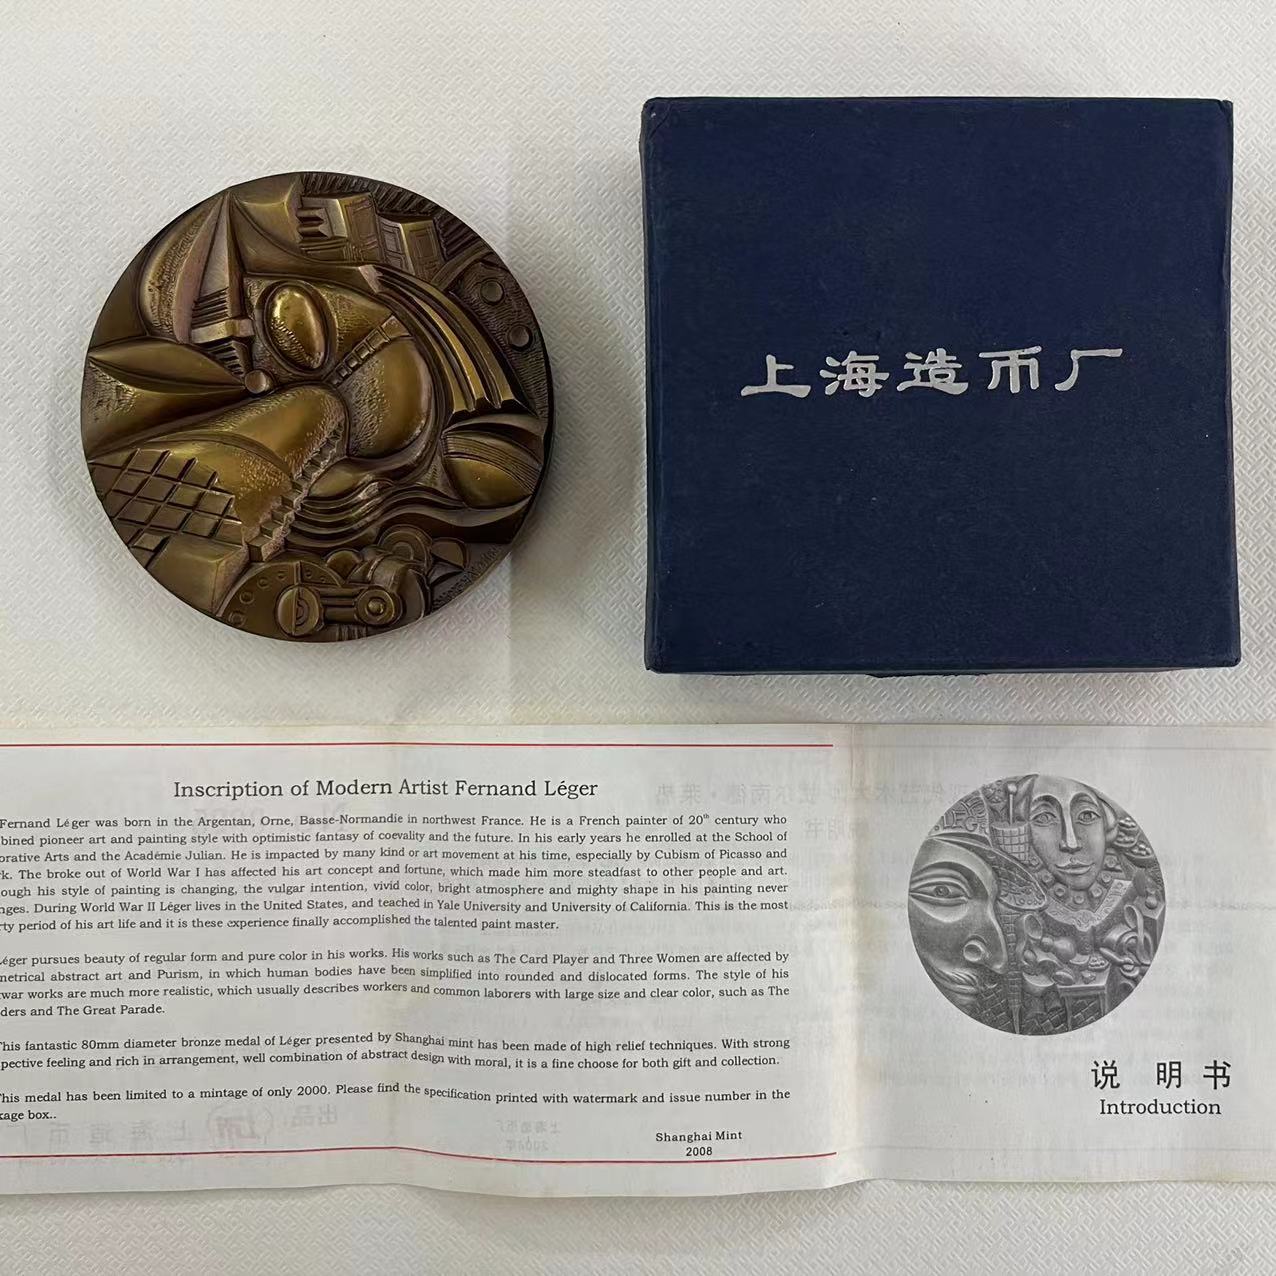 上海造币厂
Inscription of Modern Artist Fernand Léger
Fernand Léger was born in the Argentan, Orne, Basse-Normandie in northwest France. He is a French painter of 20th century who
bined pioneer art and painting style with optimistic fantasy of coevality and the future. In his early years he enrolled at the School of
orative Arts and the Académie Julian. He is impacted by many kind or art movement at his time, especially by Cubism of Picasso and
k. The broke out of World War I has affected his art concept and fortune, which made him more steadfast to other people and art.
ough his style of painting is changing, the vulgar intention, vivid color, bright atmosphere and mighty shape in his painting never
nges. During World War II Léger lives in the United States, and teached in Yale University and University of California. This is the most
rty period of his art life and it is these experience finally accomplished the talented paint master.
Léger pursues beauty of regular form and pure color in his works. His works such as The Card Player and Three Women are affected by
metrical abstract art and Purism, in which human bodies have been simplified into rounded and dislocated forms. The style of his
war works are much more realistic, which usually describes workers and common laborers with large size and clear color, such as The
ders and The Great Parade.
This fantastic 80mm diameter bronze medal of Léger presented by Shanghai mint has been made of high relief techniques. With strong
pective feeling and rich in arrangement, well combination of abstract design with moral, it is a fine choose for both gift and collection.
This medal has been limited to a mintage of only 2000. Please find the specification printed with watermark and issue number in the
kage box..
Shanghai Mint
2008
LÉGER
说 明 书
Introduction